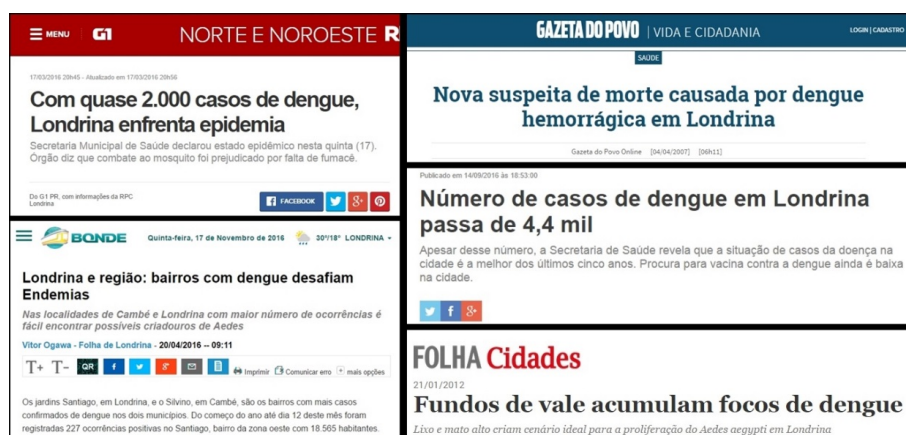 MENU G1 NORTE E NOROESTE R
17/03/2016 20h45 - Atualizado em 17/03/2016 20h56
Com quase 2.000 casos de dengue,
Londrina enfrenta epidemia
Secretaria Municipal de Saúde declarou estado epidêmico nesta quinta (17).
Órgão diz que combate ao mosquito foi prejudicado por falta de fumacê.
Do G1 PR, com informações da RPC
Londrina
FACEBOOK
BONDE Quinta-feira, 17 de Novembro de 2016 30º/18º LONDRINA
Londrina e região: bairros com dengue desafiam
Endemias
Nas localidades de Cambé e Londrina com maior número de ocorrências é
fácil encontrar possíveis criadouros de Aedes
Vitor Ogawa - Folha de Londrina - 20/04/2016 -- 09:11
T+ T- QR Imprimir Comunicar erro + mais opções
Os jardins Santiago, em Londrina, e o Silvino, em Cambé, são os bairros com mais casos
confirmados de dengue nos dois municípios. Do começo do ano até dia 12 deste mês foram
registradas 227 ocorrências positivas no Santiago, bairro da zona oeste com 18.565 habitantes.
GAZETA DO POVO | VIDA E CIDADANIA LOGIN | CADASTRO
SAÚDE
Nova suspeita de morte causada por dengue
hemorrágica em Londrina
Gazeta do Povo Online [04/04/2007] [06h11]
Publicado em 14/09/2016 às 18:53:00
Número de casos de dengue em Londrina
passa de 4,4 mil
Apesar desse número, a Secretaria de Saúde revela que a situação de casos da doença na
cidade é a melhor dos últimos cinco anos. Procura para vacina contra a dengue ainda é baixa
na cidade.
FOLHA Cidades
21/01/2012
Fundos de vale acumulam focos de dengue
Lixo e mato alto criam cenário ideal para a proliferação do Aedes aegypti em Londrina